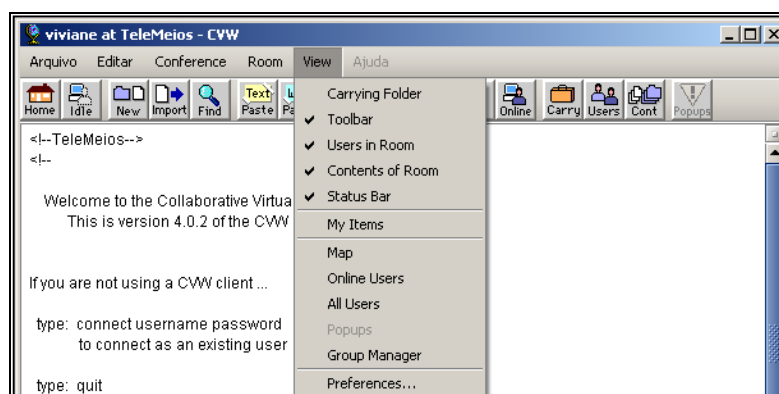 viviane at TeleMeios - CVW
Arquivo Editar Conference Room View Ajuda
Home Idle New Import Find Text Paste Online Carry Users Cont Popups
<!--TeleMeios-->
<!--
Welcome to the Collaborative
This is version 4.0.2 of the CVW
If you are not using a CVW client ...
type: connect username password
to connect as an existing user
type: quit
Carrying Folder
Toolbar
Users in Room
Contents of Room
Status Bar
My Items
Map
Online Users
All Users
Popups
Group Manager
Preferences...